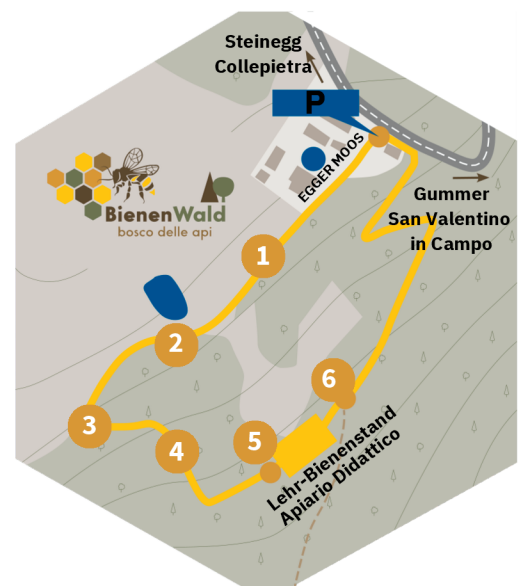 Steinegg
Collepietra
P
EGGER MOOS
Gummer
San Valentino
in Campo
BienenWald
bosco delle api
1
2
3
4
5
6
Lehr-Bienenstand
Apiario Didattico